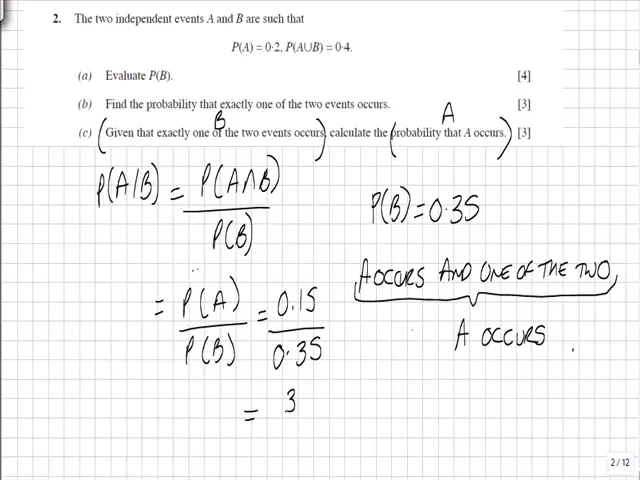 2. The two independent events A and B are such that
P(A) = 0·2, P(A∪B) = 0·4.
(a) Evaluate P(B). [4]
(b) Find the probability that exactly one of the two events occurs. [3]
B A
(c) (Given that exactly one of the two events occurs), calculate the (probability that A occurs.) [3]
P(A/B) = P(A∩B) / P(B)
P(B) = 0.35
A OCCURS AND ONE OF THE TWO,
= P(A) / P(B) = 0.15 / 0.35
A OCCURS
= 3
2 / 12